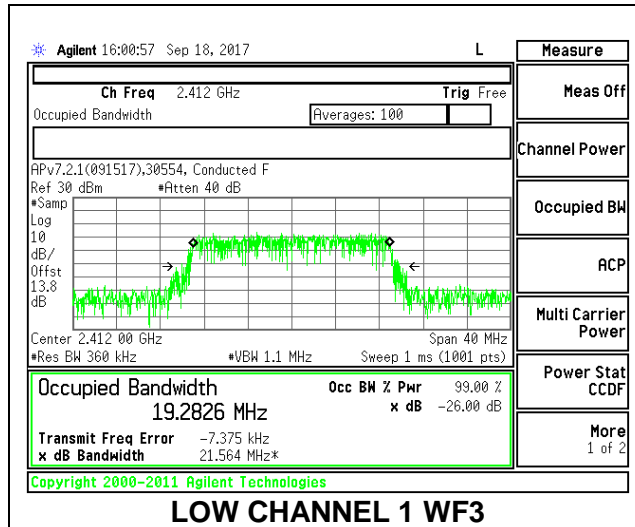 Agilent 16:00:57 Sep 18, 2017 L
Measure
Ch Freq 2.412 GHz Trig Free
Meas Off
Occupied Bandwidth Averages: 100
Channel Power
APv7.2.1(091517),30554, Conducted F
Ref 30 dBm #Atten 40 dB
#Samp
Log
10
dB/
Offst
13.8
dB
Occupied BW
ACP
Multi Carrier
Power
Center 2.412 00 GHz Span 40 MHz
#Res BW 360 kHz #VBW 1.1 MHz Sweep 1 ms (1001 pts)
Power Stat
CCDF
Occupied Bandwidth Occ BW % Pwr 99.00 %
19.2826 MHz x dB -26.00 dB
Transmit Freq Error -7.375 kHz
x dB Bandwidth 21.564 MHz*
More
1 of 2
Copyright 2000-2011 Agilent Technologies
LOW CHANNEL 1 WF3